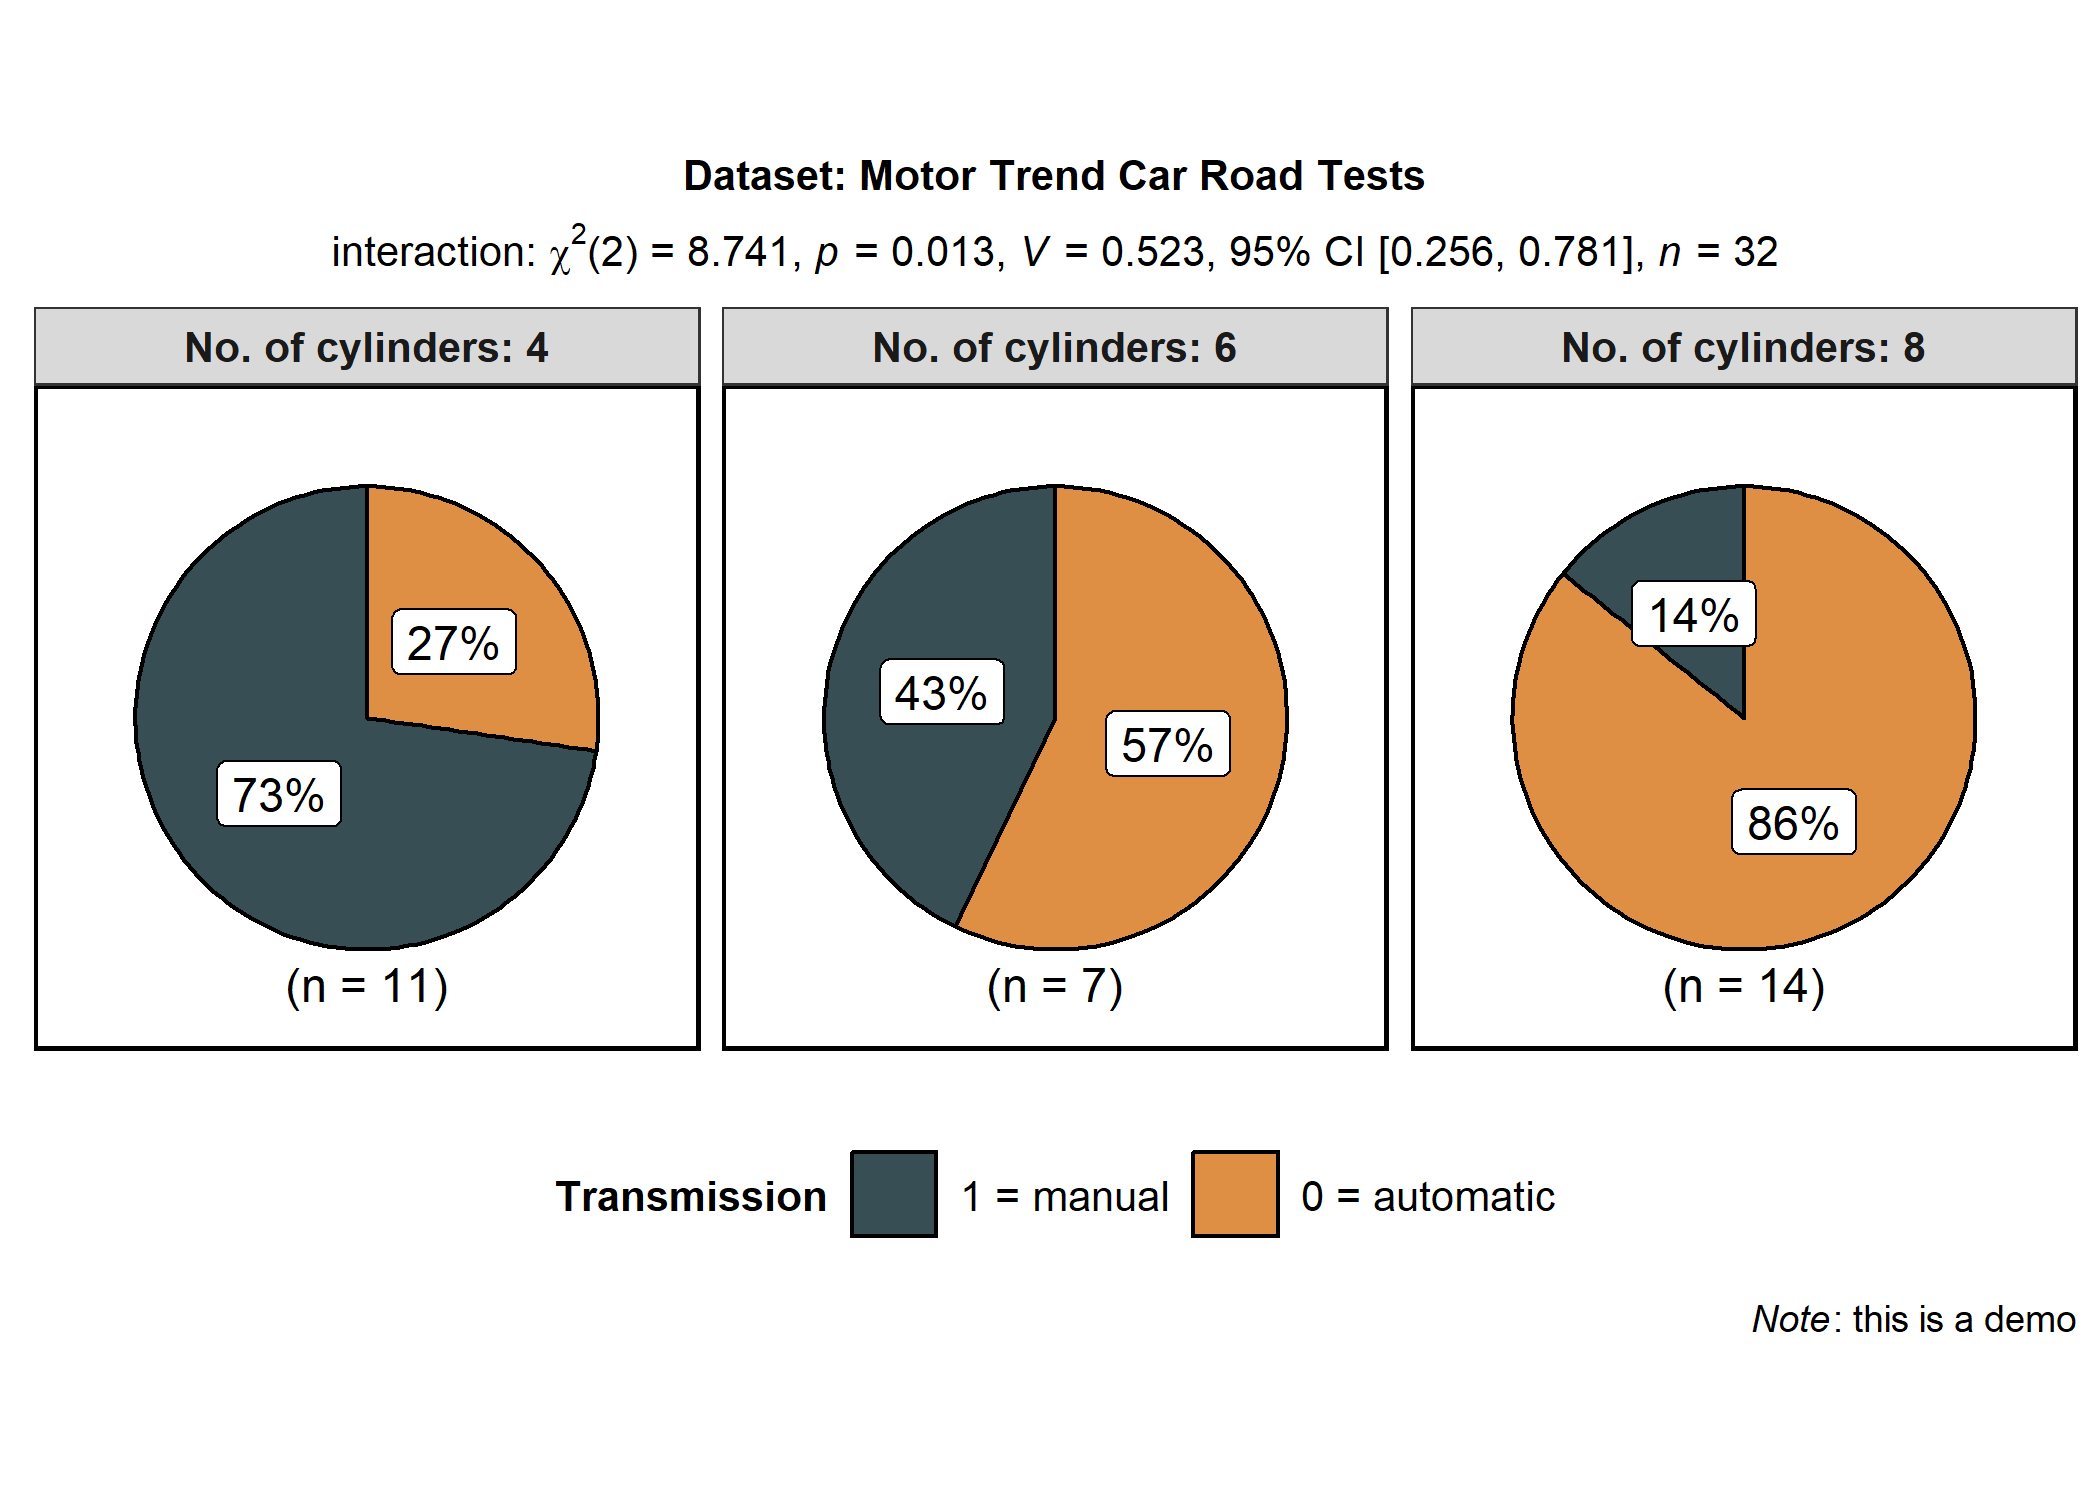 Dataset: Motor Trend Car Road Tests
interaction: χ²(2) = 8.741, p = 0.013, V = 0.523, 95% CI [0.256, 0.781], n = 32
No. of cylinders: 4
No. of cylinders: 6
No. of cylinders: 8
27%
73%
(n = 11)
43%
57%
(n = 7)
14%
86%
(n = 14)
Transmission 1 = manual 0 = automatic
Note: this is a demo